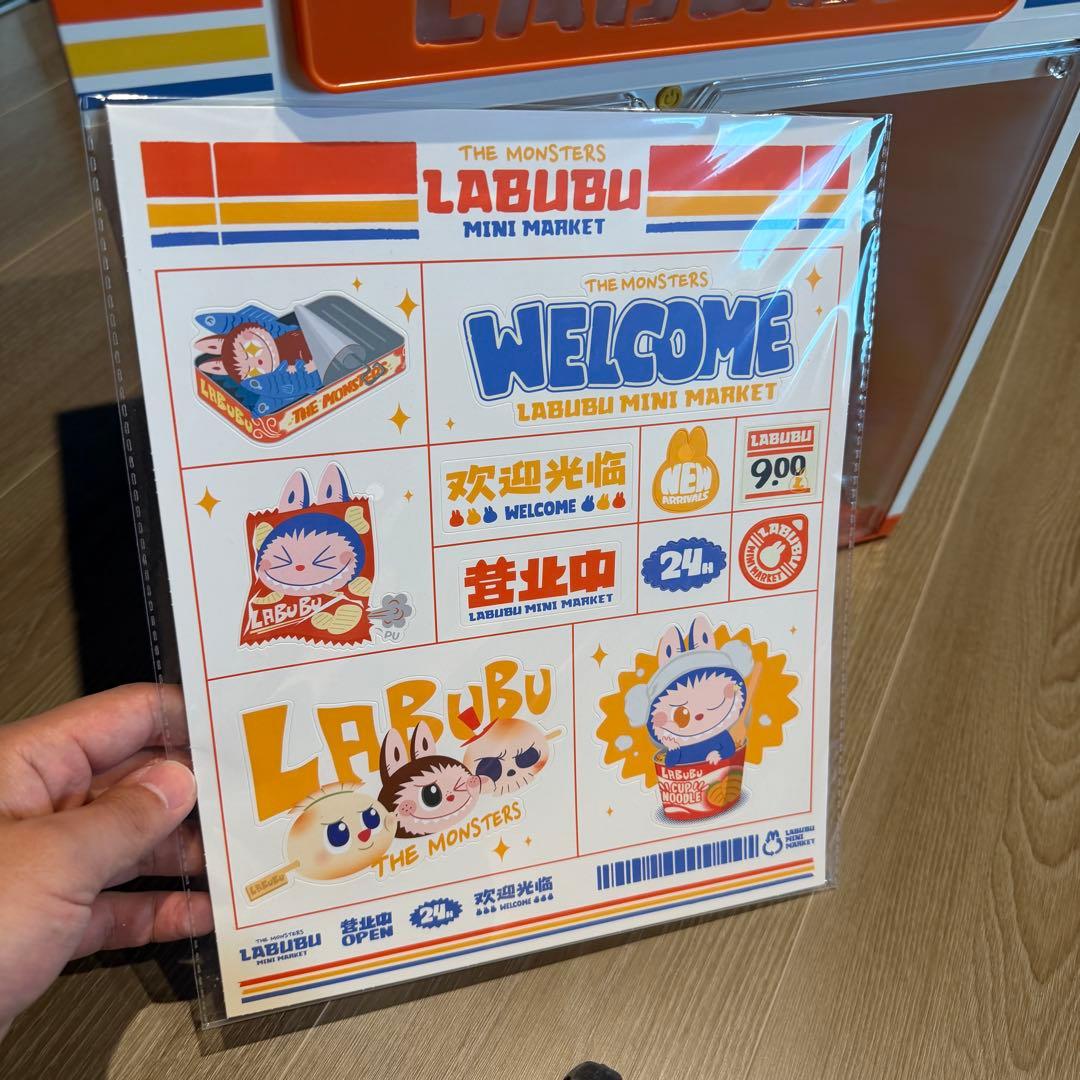 THE MONSTERS
LABUBU
MINI MARKET
LABUBU
THE MONSTERS
THE MONSTERS
WELCOME
LABUBU MINI MARKET
欢迎光临
WELCOME
NEW
ARRIVALS
LABUBU
9.00
营业中
LABUBU MINI MARKET
24H
LABUBU
MINI MARKET
LABUBU
PU
LABUBU
THE MONSTERS
LABUBU
LABUBU
CUP
NOODLE
LABUBU
MINI
MARKET
THE MONSTERS
LABUBU
MINI MARKET
营业中
OPEN
24H
欢迎光临
WELCOME